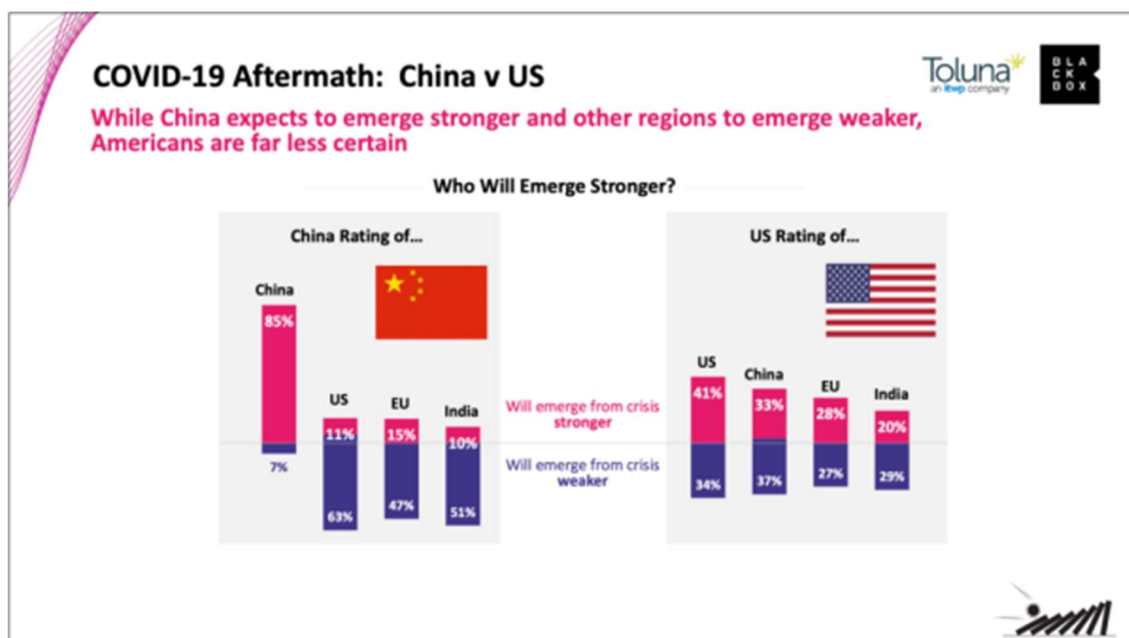 COVID-19 Aftermath: China v US
Toluna
an itwp company
BLA
CK
BOX
While China expects to emerge stronger and other regions to emerge weaker,
Americans are far less certain
Who Will Emerge Stronger?
China Rating of...
China
85%
7%
US
11%
63%
EU
15%
47%
India
10%
51%
Will emerge from crisis
stronger
Will emerge from crisis
weaker
US Rating of...
US
41%
34%
China
33%
37%
EU
28%
27%
India
20%
29%